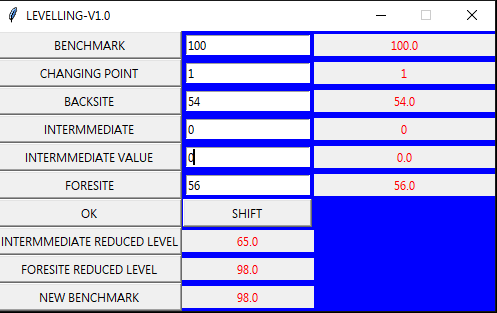 LEVELLING-V1.0
BENCHMARK 100 100.0
CHANGING POINT 1 1
BACKSITE 54 54.0
INTERMMEDIATE 0 0
INTERMMEDIATE VALUE 0 0.0
FORESITE 56 56.0
OK SHIFT
INTERMMEDIATE REDUCED LEVEL 65.0
FORESITE REDUCED LEVEL 98.0
NEW BENCHMARK 98.0